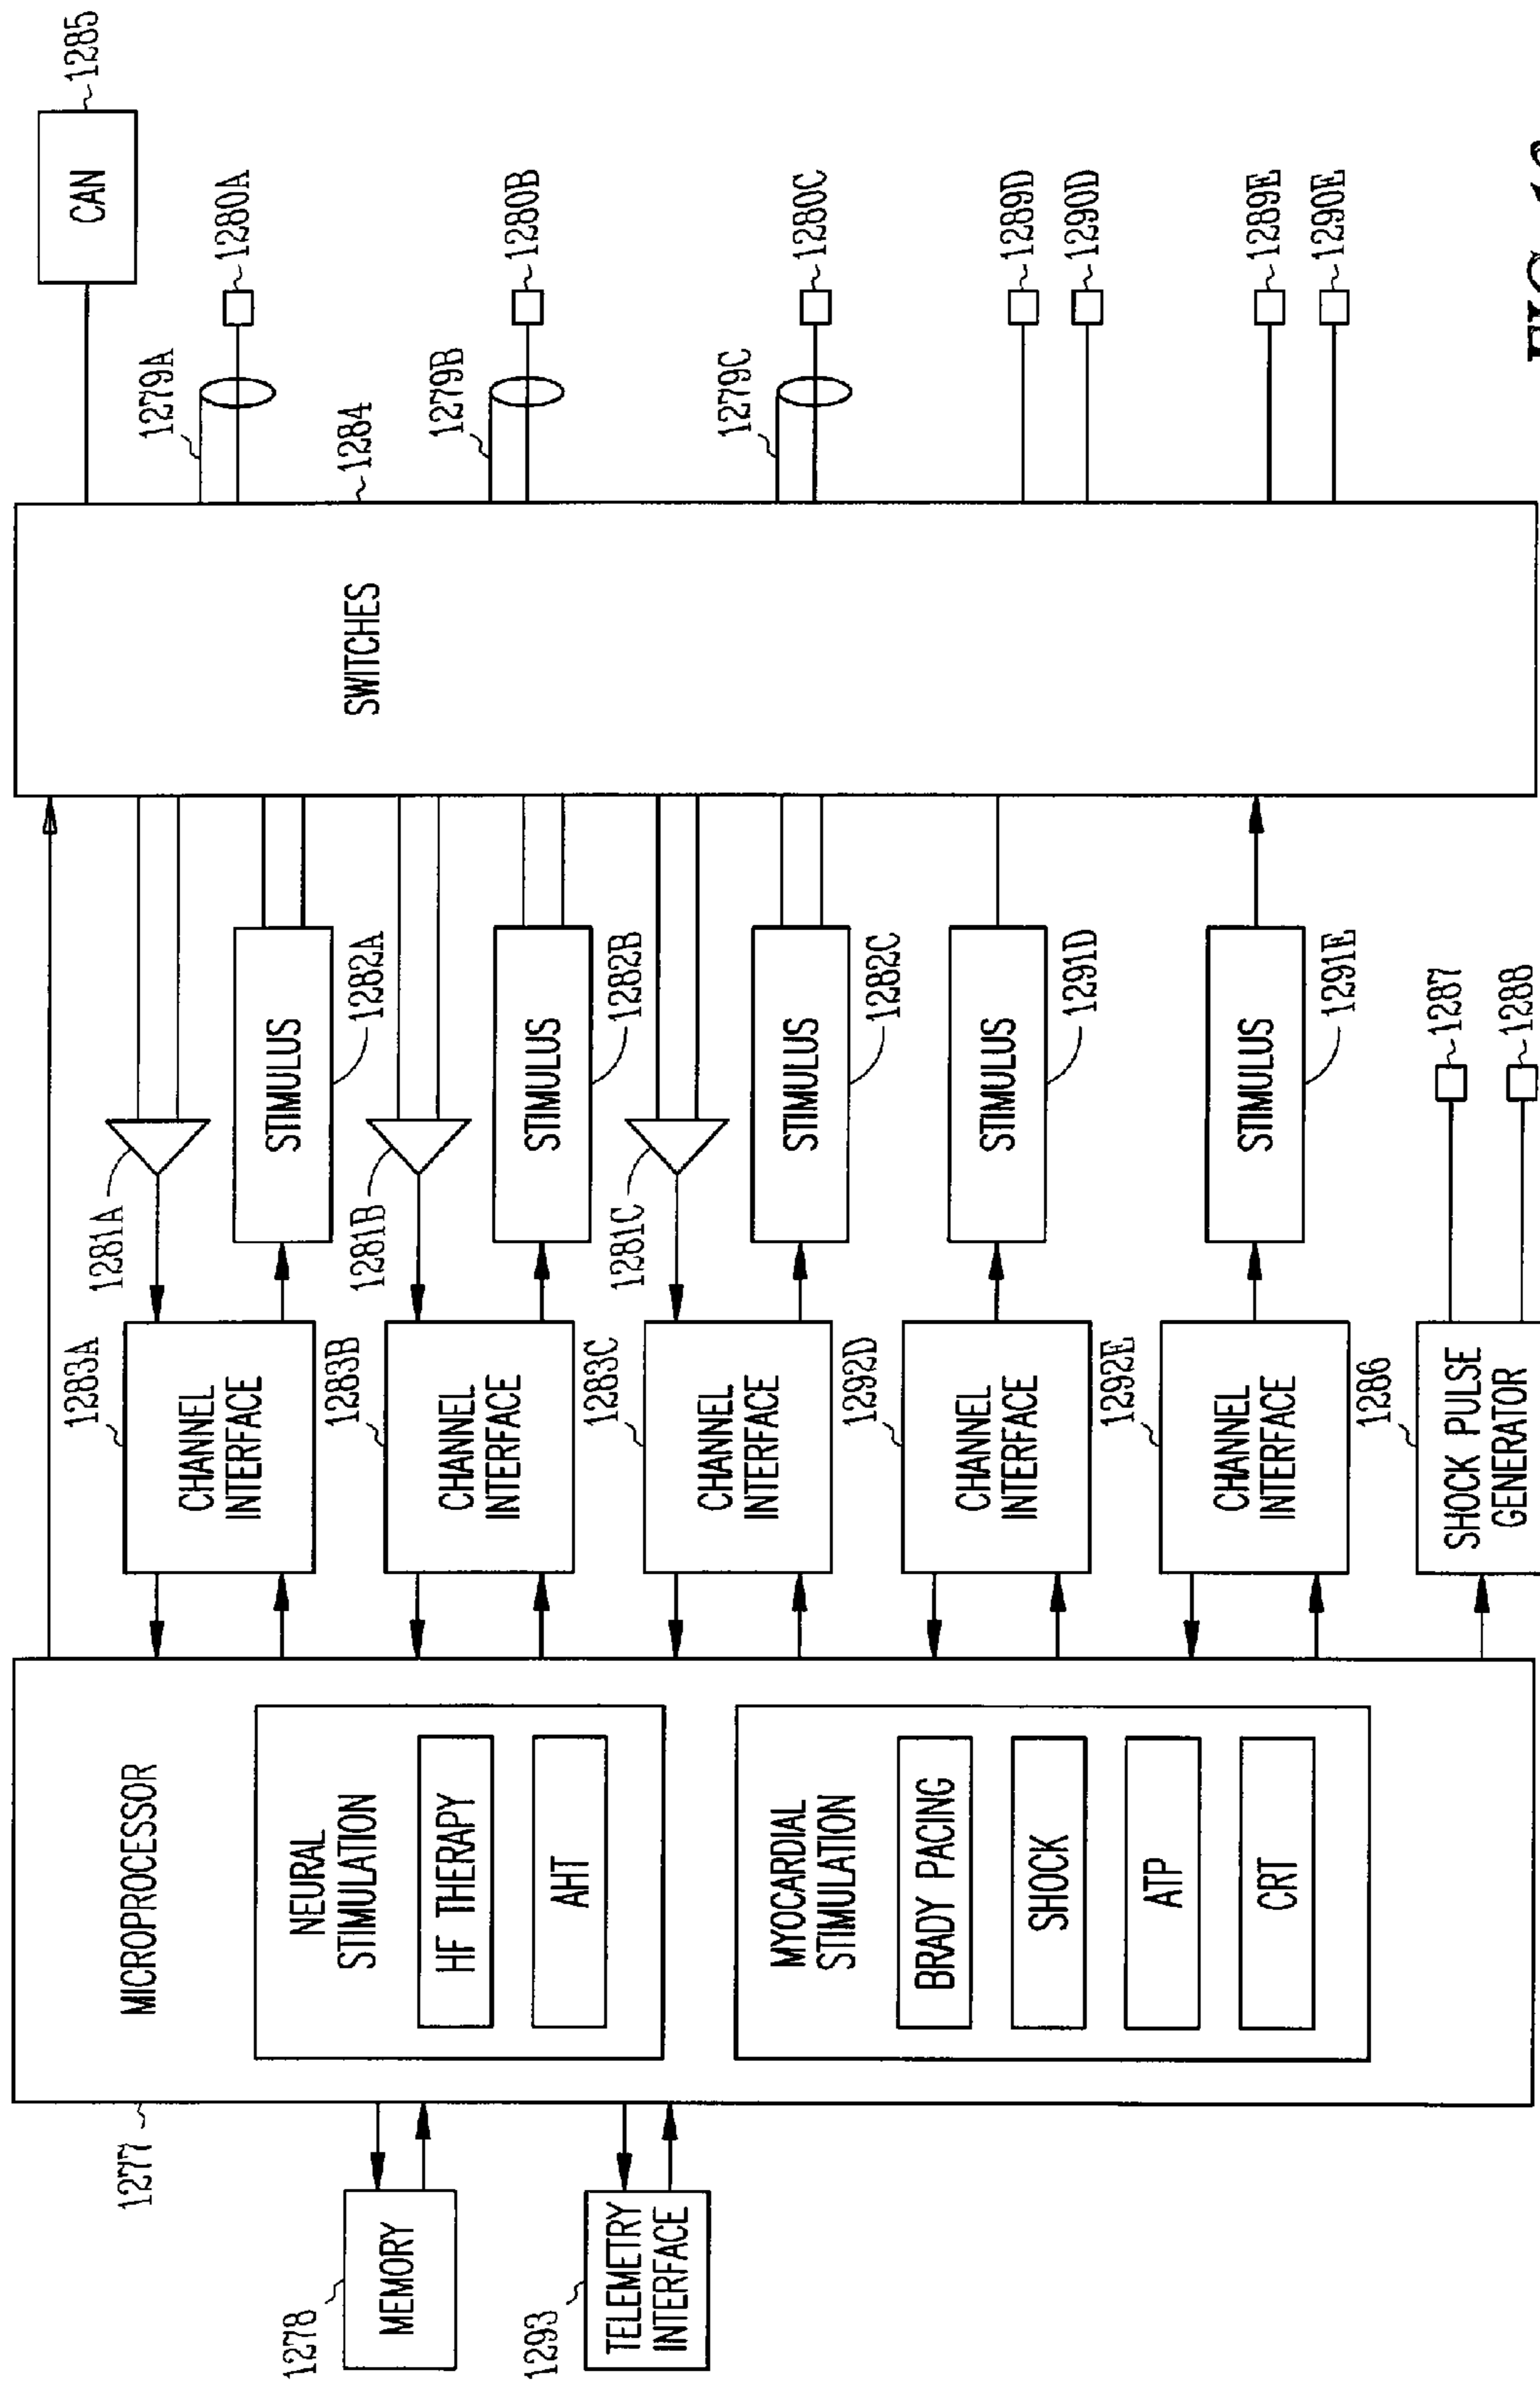 1277
MICROPROCESSOR
NEURAL
STIMULATION
HF THERAPY
AHT
MYOCARDIAL
STIMULATION
BRADY PACING
SHOCK
ATP
CRT
1278
MEMORY
1293
TELEMETRY
INTERFACE
1283A
CHANNEL
INTERFACE
1281A
STIMULUS
1282A
1283B
CHANNEL
INTERFACE
1281B
STIMULUS
1282B
1283C
CHANNEL
INTERFACE
1281C
STIMULUS
1282C
1292D
CHANNEL
INTERFACE
STIMULUS
1291D
1292E
CHANNEL
INTERFACE
STIMULUS
1291E
1286
SHOCK PULSE
GENERATOR
1287
1288
SWITCHES
1284
CAN
1285
1279A
1280A
1279B
1280B
1279C
1280C
1289D
1290D
1289E
1290E